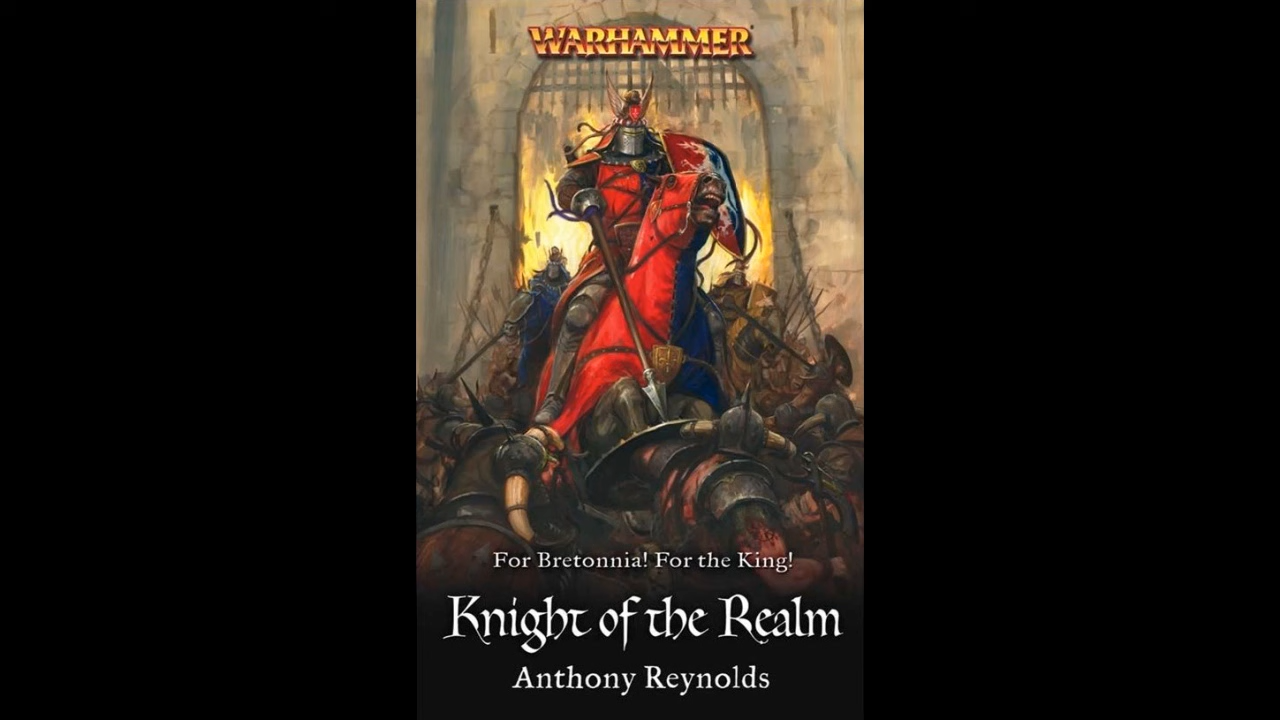 WARHAMMER
For Bretonnia! For the King!
Knight of the Realm
Anthony Reynolds